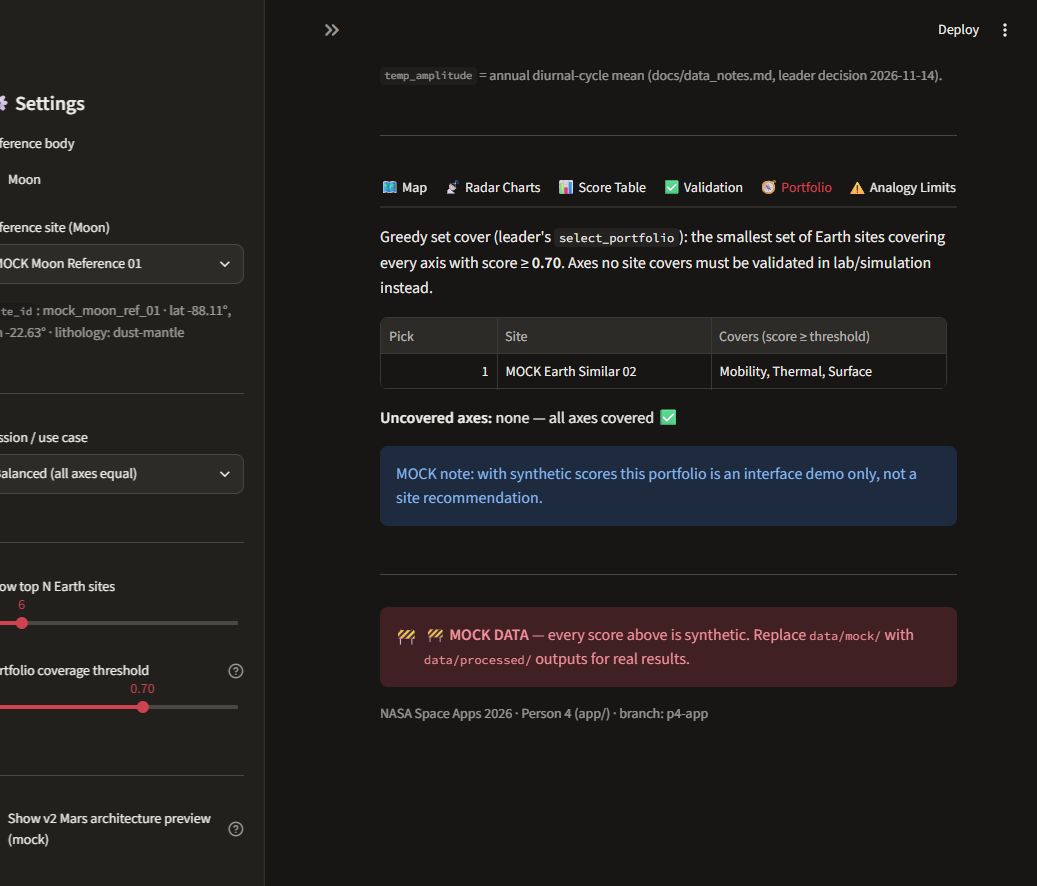 Deploy
Settings
ference body
Moon
ference site (Moon)
MOCK Moon Reference 01
te_id : mock_moon_ref_01 · lat -88.11°,
n -22.63° · lithology: dust-mantle
ssion / use case
Balanced (all axes equal)
ow top N Earth sites
6
rtfolio coverage threshold
0.70
Show v2 Mars architecture preview
(mock)
temp_amplitude = annual diurnal-cycle mean (docs/data_notes.md, leader decision 2026-11-14).
Map Radar Charts Score Table Validation Portfolio Analogy Limits
Greedy set cover (leader's select_portfolio ): the smallest set of Earth sites covering
every axis with score ≥ 0.70. Axes no site covers must be validated in lab/simulation
instead.
Pick Site Covers (score ≥ threshold)
1 MOCK Earth Similar 02 Mobility, Thermal, Surface
Uncovered axes: none — all axes covered ✅
MOCK note: with synthetic scores this portfolio is an interface demo only, not a
site recommendation.
🚧 🚧 MOCK DATA — every score above is synthetic. Replace data/mock/ with
data/processed/ outputs for real results.
NASA Space Apps 2026 · Person 4 (app/) · branch: p4-app